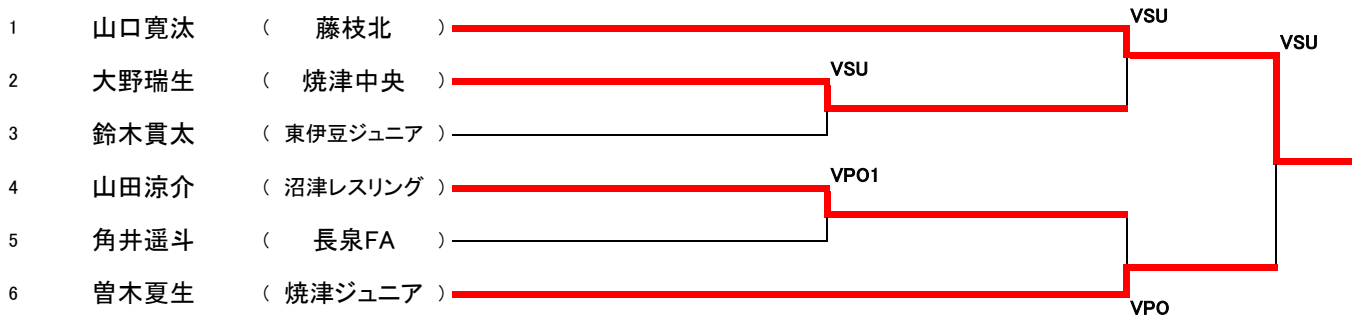 VSU
1 山口寛汰 ( 藤枝北 )
VSU
2 大野瑞生 ( 焼津中央 ) VSU
3 鈴木貫太 ( 東伊豆ジュニア )
4 山田涼介 ( 沼津レスリング ) VPO1
5 角井遥斗 ( 長泉FA )
6 曽木夏生 ( 焼津ジュニア )
VPO